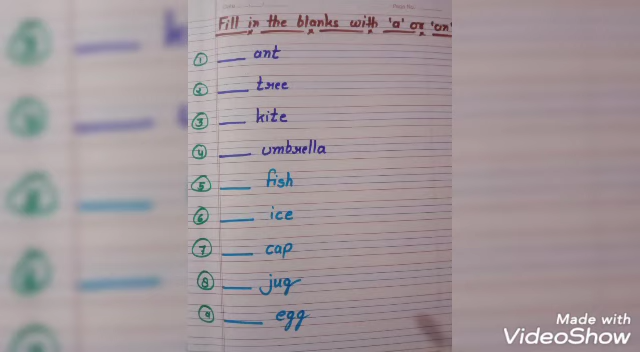 Fill in the blanks with 'a' or 'an'
1 ___ ant
2 ___ tree
3 ___ kite
4 ___ umbrella
5 ___ fish
6 ___ ice
7 ___ cap
8 ___ jug
9 ___ egg
Made with
VideoShow